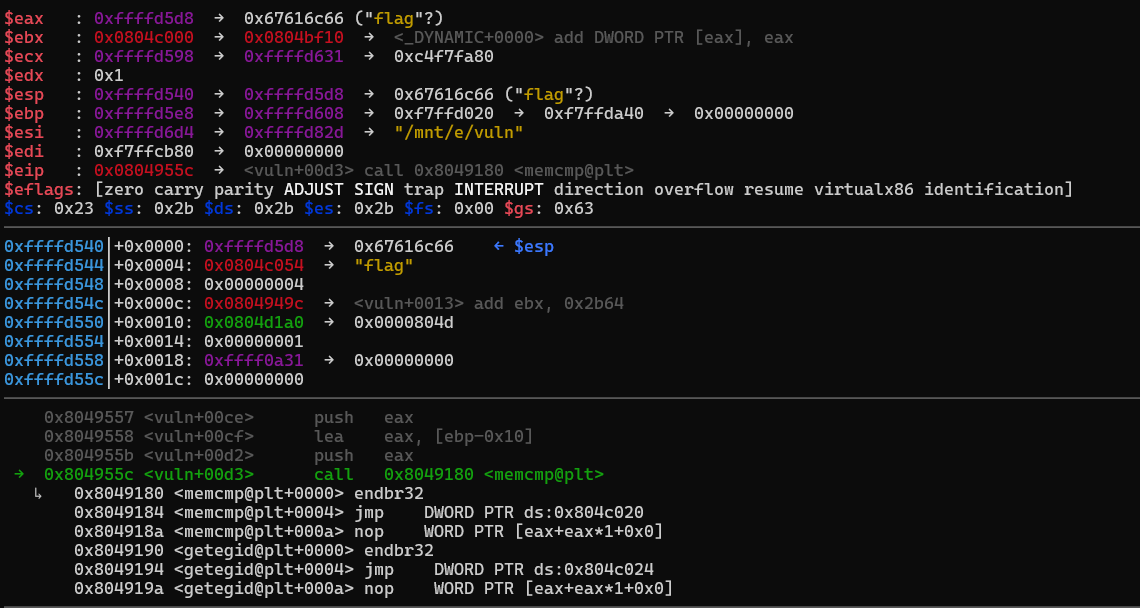 $eax   : 0xffffd5d8  →  0x67616c66 ("flag"?)
$ebx   : 0x0804c000  →  0x0804bf10  →  <_DYNAMIC+0000> add DWORD PTR [eax], eax
$ecx   : 0xffffd598  →  0xffffd631  →  0xc4f7fa80
$edx   : 0x1
$esp   : 0xffffd540  →  0xffffd5d8  →  0x67616c66 ("flag"?)
$ebp   : 0xffffd5e8  →  0xffffd608  →  0xf7ffd020  →  0xf7ffda40  →  0x00000000
$esi   : 0xffffd6d4  →  0xffffd82d  →  "/mnt/e/vuln"
$edi   : 0xf7ffcb80  →  0x00000000
$eip   : 0x0804955c  →  <vuln+00d3> call 0x8049180 <memcmp@plt>
$eflags: [zero carry parity ADJUST SIGN trap INTERRUPT direction overflow resume virtualx86 identification]
$cs: 0x23 $ss: 0x2b $ds: 0x2b $es: 0x2b $fs: 0x00 $gs: 0x63
0xffffd540│+0x0000: 0xffffd5d8  →  0x67616c66    ← $esp
0xffffd544│+0x0004: 0x0804c054  →  "flag"
0xffffd548│+0x0008: 0x00000004
0xffffd54c│+0x000c: 0x0804949c  →  <vuln+0013> add ebx, 0x2b64
0xffffd550│+0x0010: 0x0804d1a0  →  0x0000804d
0xffffd554│+0x0014: 0x00000001
0xffffd558│+0x0018: 0xffff0a31  →  0x00000000
0xffffd55c│+0x001c: 0x00000000
0x8049557 <vuln+00ce>      push   eax
0x8049558 <vuln+00cf>      lea    eax, [ebp-0x10]
0x804955b <vuln+00d2>      push   eax
→  0x804955c <vuln+00d3>      call   0x8049180 <memcmp@plt>
↳   0x8049180 <memcmp@plt+0000> endbr32
0x8049184 <memcmp@plt+0004> jmp    DWORD PTR ds:0x804c020
0x804918a <memcmp@plt+000a> nop    WORD PTR [eax+eax*1+0x0]
0x8049190 <getegid@plt+0000> endbr32
0x8049194 <getegid@plt+0004> jmp    DWORD PTR ds:0x804c024
0x804919a <getegid@plt+000a> nop    WORD PTR [eax+eax*1+0x0]